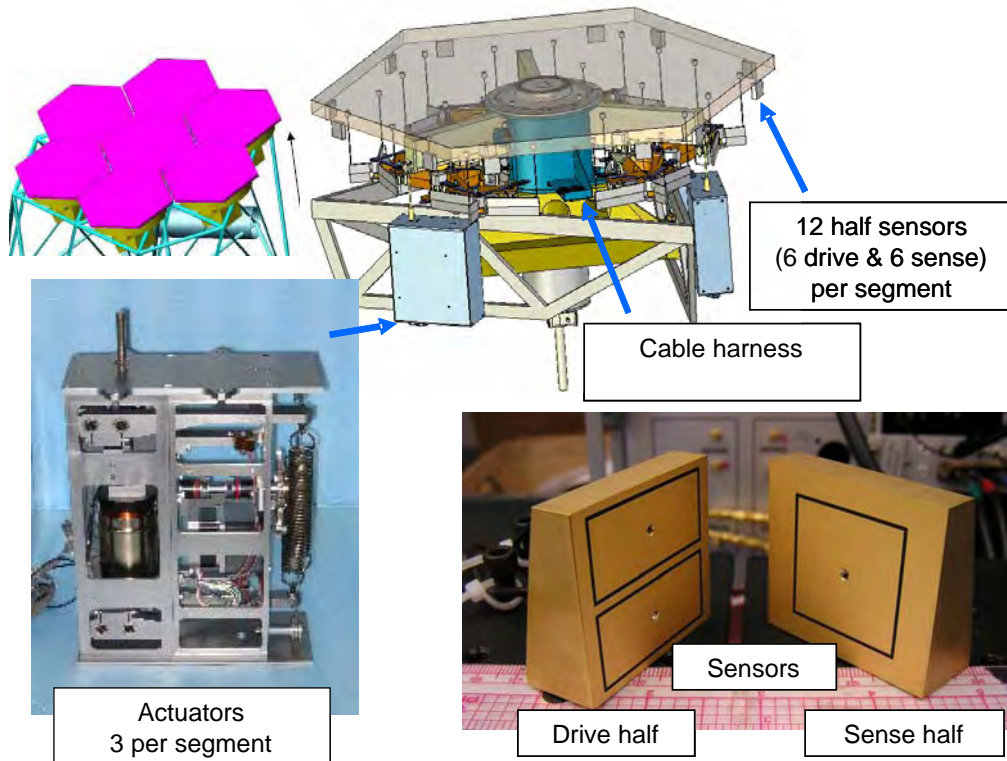 12 half sensors
(6 drive & 6 sense)
per segment
Cable harness
Actuators
3 per segment
Sensors
Drive half
Sense half